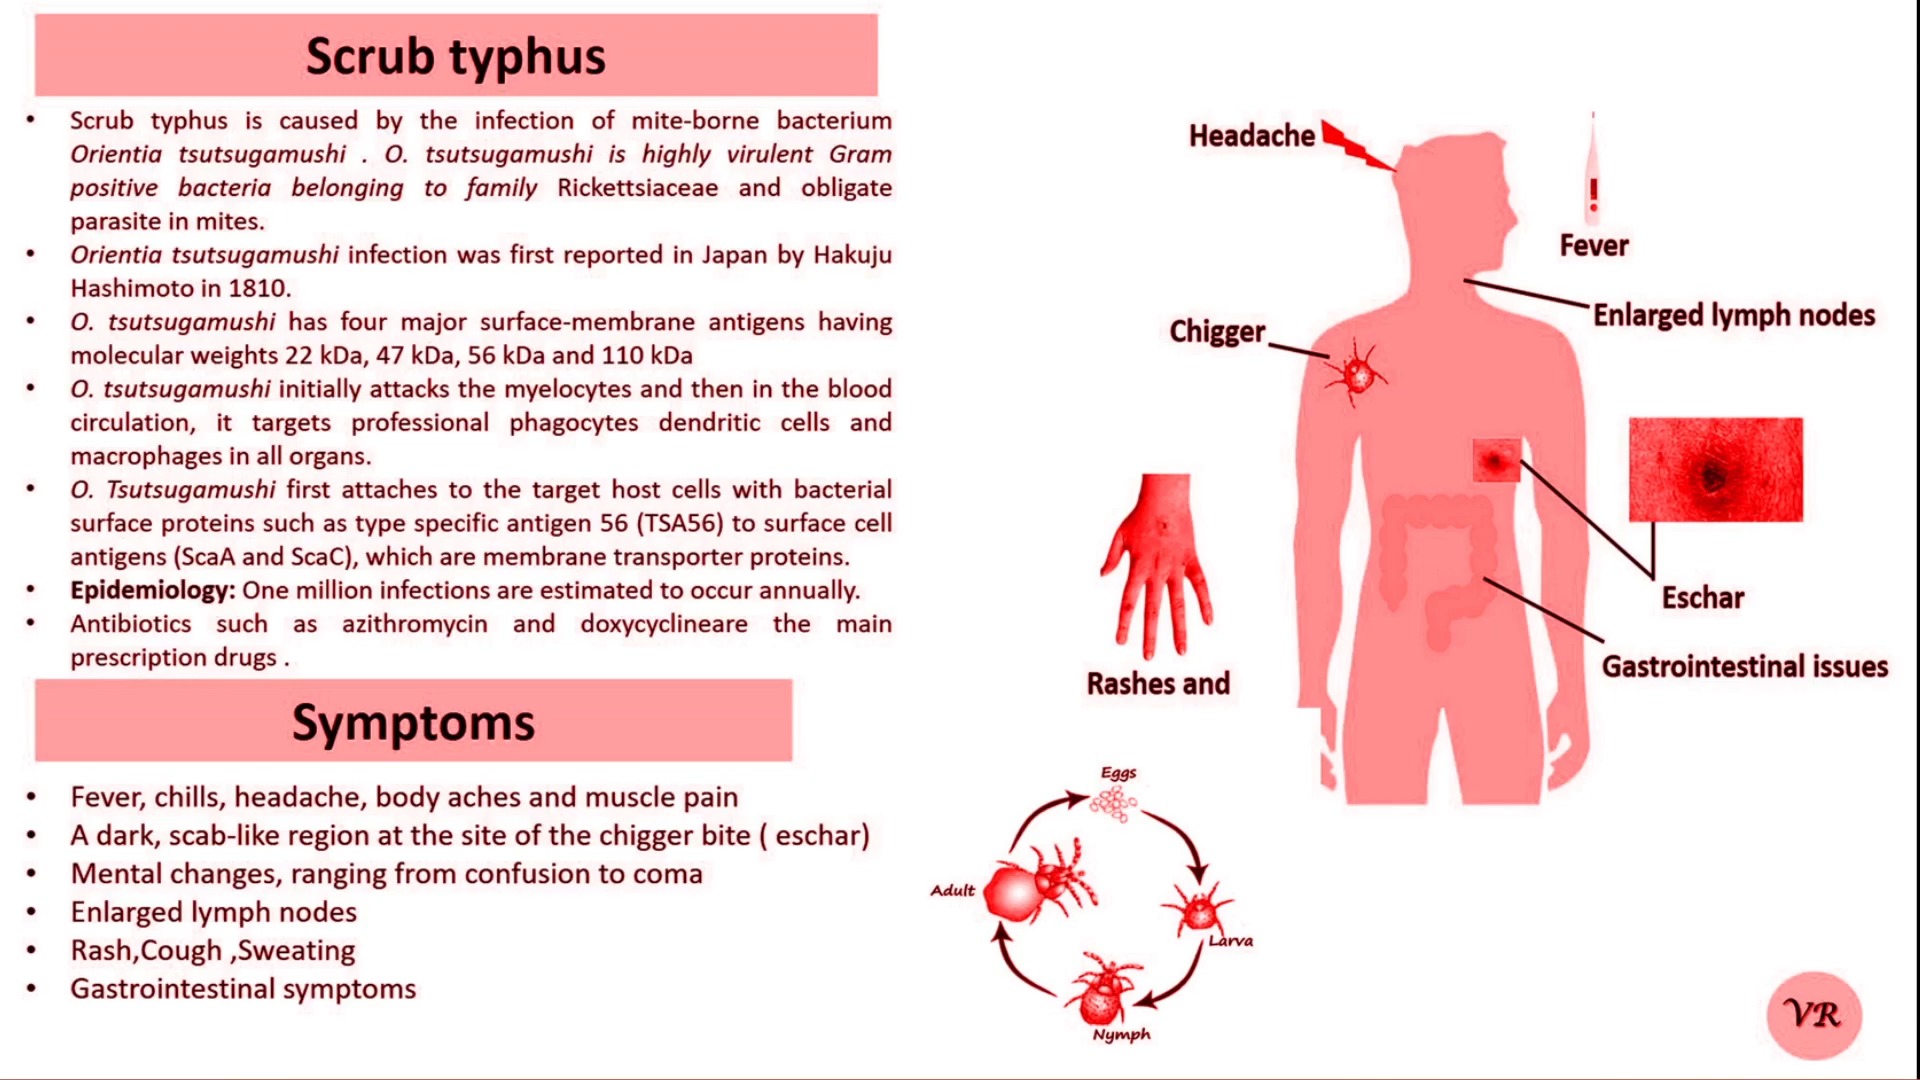 Scrub typhus
• Scrub typhus is caused by the infection of mite-borne bacterium
Orientia tsutsugamushi . O. tsutsugamushi is highly virulent Gram
positive bacteria belonging to family Rickettsiaceae and obligate
parasite in mites.
• Orientia tsutsugamushi infection was first reported in Japan by Hakuju
Hashimoto in 1810.
• O. tsutsugamushi has four major surface-membrane antigens having
molecular weights 22 kDa, 47 kDa, 56 kDa and 110 kDa
• O. tsutsugamushi initially attacks the myelocytes and then in the blood
circulation, it targets professional phagocytes dendritic cells and
macrophages in all organs.
• O. Tsutsugamushi first attaches to the target host cells with bacterial
surface proteins such as type specific antigen 56 (TSA56) to surface cell
antigens (ScaA and ScaC), which are membrane transporter proteins.
• Epidemiology: One million infections are estimated to occur annually.
• Antibiotics such as azithromycin and doxycyclineare the main
prescription drugs .
Symptoms
• Fever, chills, headache, body aches and muscle pain
• A dark, scab-like region at the site of the chigger bite ( eschar)
• Mental changes, ranging from confusion to coma
• Enlarged lymph nodes
• Rash,Cough ,Sweating
• Gastrointestinal symptoms
Headache
Fever
Enlarged lymph nodes
Chigger
Eschar
Gastrointestinal issues
Rashes and
Eggs
Adult
Larva
Nymph
VR